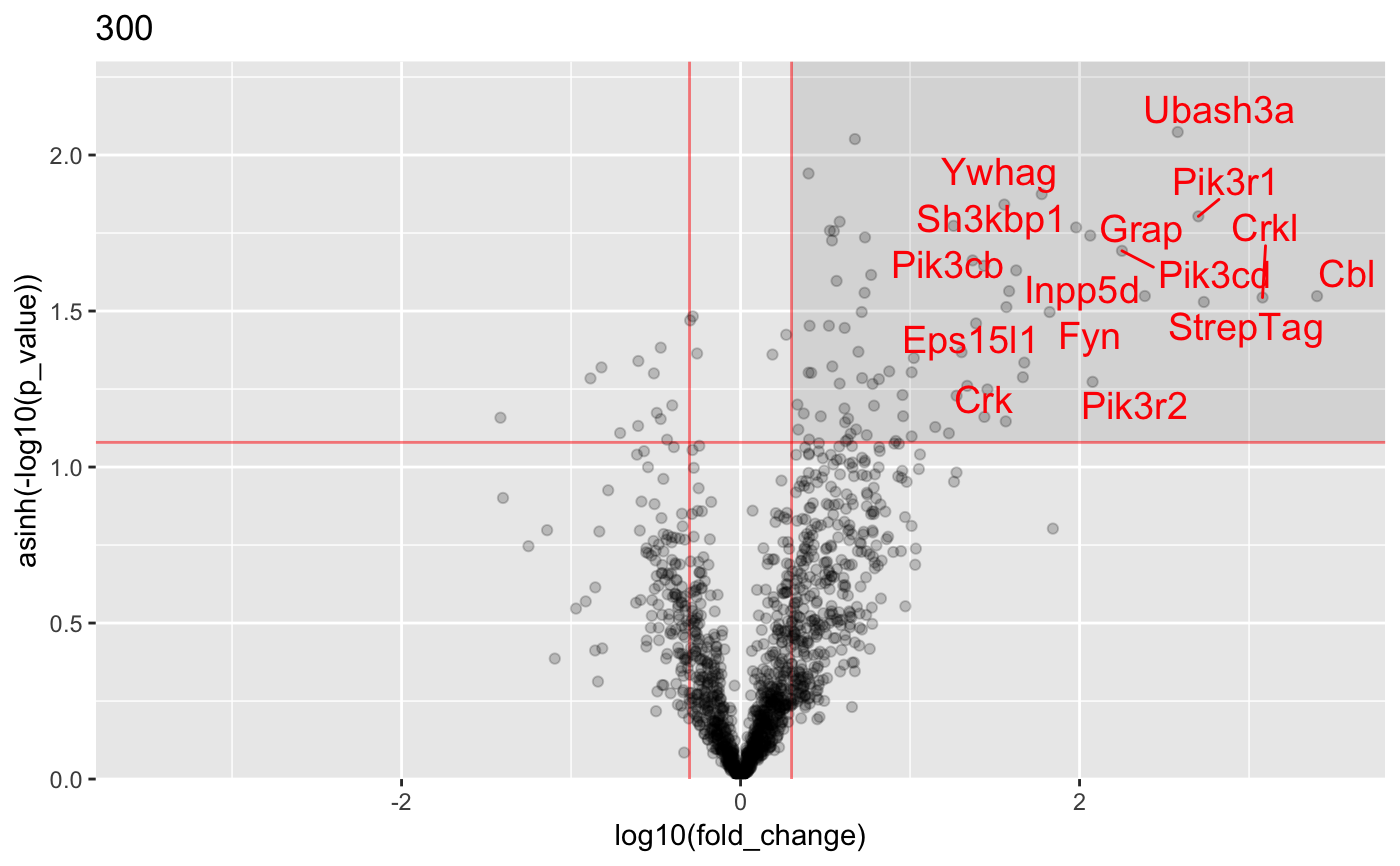 300
Ubash3a
Ywhag
Pik3r1
Sh3kbp1
Grap
Crkl
Pik3cb
Pik3cd
Cbl
Inpp5d
StrepTag
Eps15l1
Fyn
Crk
Pik3r2
2.0
1.5
1.0
0.5
0.0
asinh(-log10(p_value))
-2
0
2
log10(fold_change)